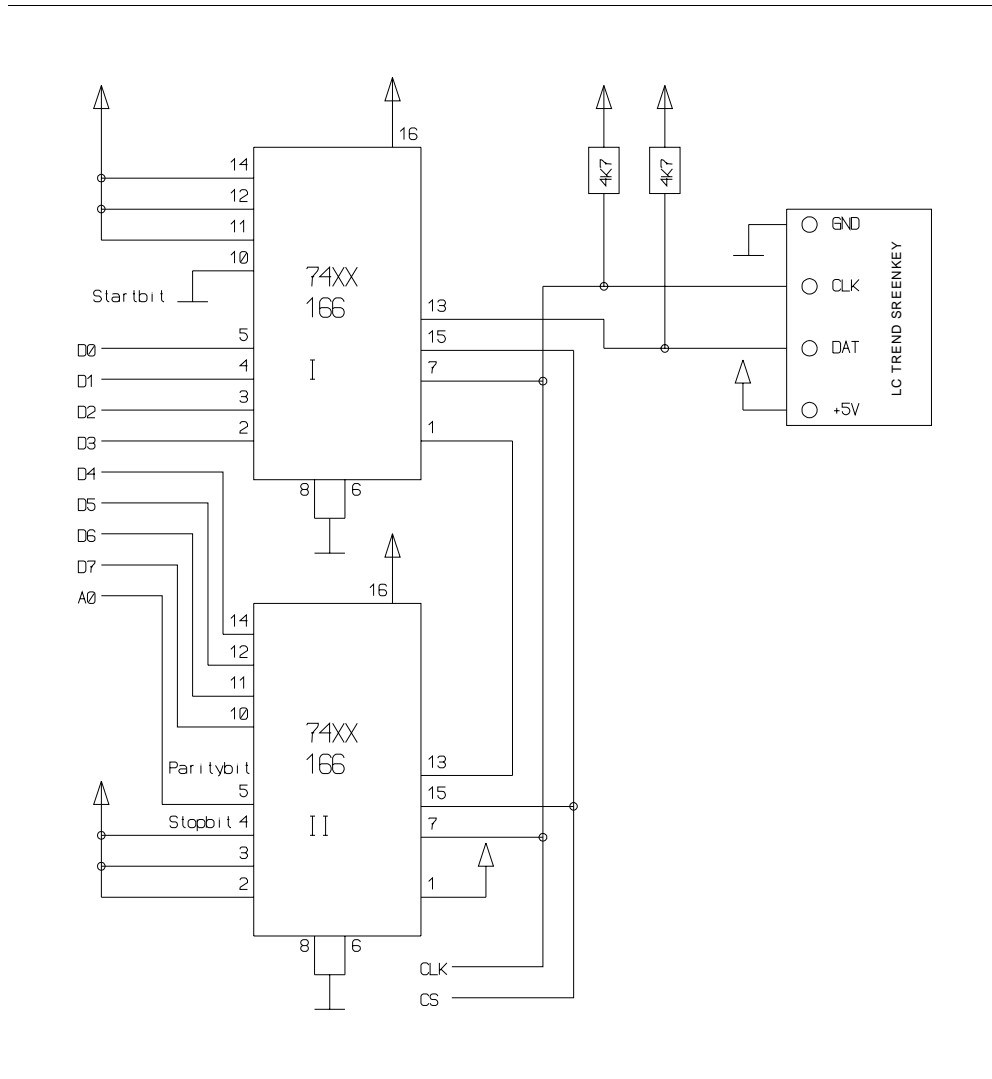 16
14
12
11
10
Startbit
74XX
166
I
5
4
3
2
13
15
7
1
8
6
D0
D1
D2
D3
D4
D5
D6
D7
A0
4K7
4K7
GND
CLK
DAT
+5V
LC TREND SREENKEY
16
14
12
11
10
74XX
166
II
Paritybit
5
Stopbit 4
3
2
13
15
7
1
8
6
CLK
CS